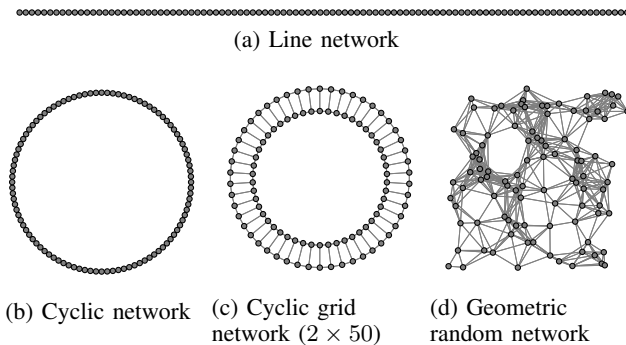 (a) Line network
(b) Cyclic network
(c) Cyclic grid
network (2 × 50)
(d) Geometric
random network